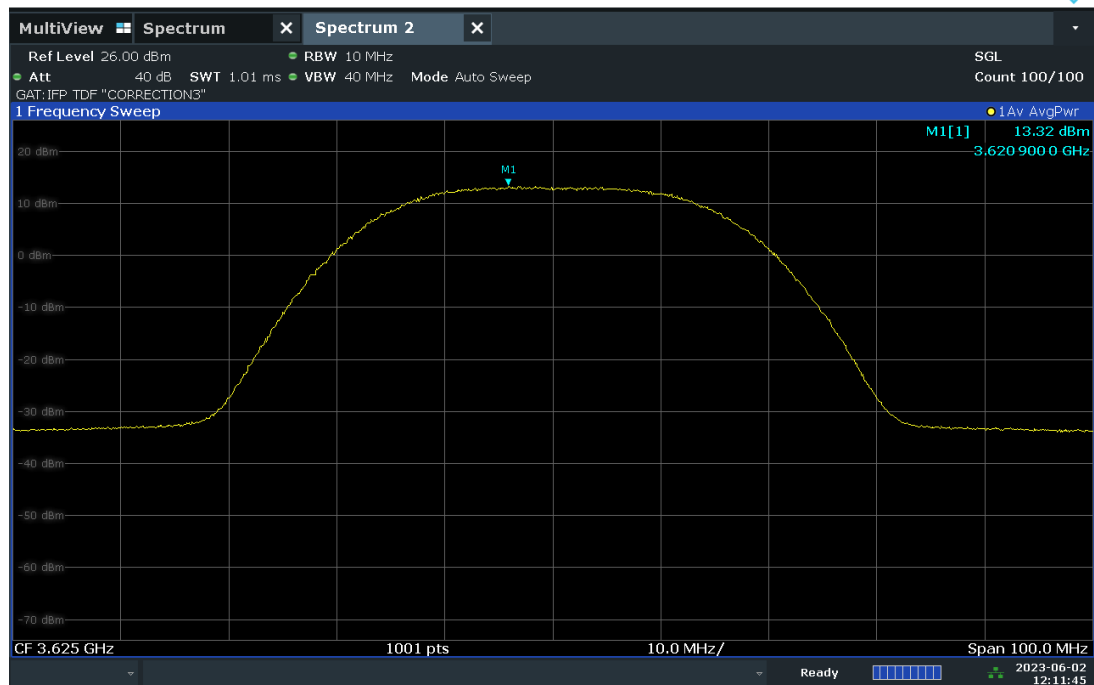 MultiView Spectrum X Spectrum 2 X
Ref Level 26.00 dBm RBW 10 MHz SGL
Att 40 dB SWT 1.01 ms VBW 40 MHz Mode Auto Sweep Count 100/100
GAT:IFP TDF "CORRECTION3"
1 Frequency Sweep 1Av AvgPwr
M1[1] 13.32 dBm
3.620 900 0 GHz
20 dBm
M1
10 dBm
0 dBm
-10 dBm
-20 dBm
-30 dBm
-40 dBm
-50 dBm
-60 dBm
-70 dBm
CF 3.625 GHz 1001 pts 10.0 MHz/ Span 100.0 MHz
Ready 2023-06-02
12:11:45